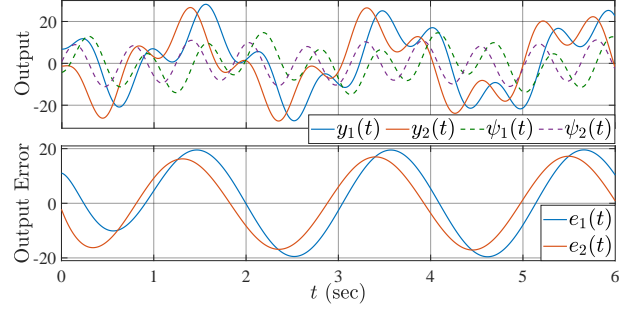 Output
20
0
-20
y₁(t) y₂(t) ψ₁(t) ψ₂(t)
Output Error
20
0
-20
e₁(t)
e₂(t)
0 1 2 3 4 5 6
t (sec)